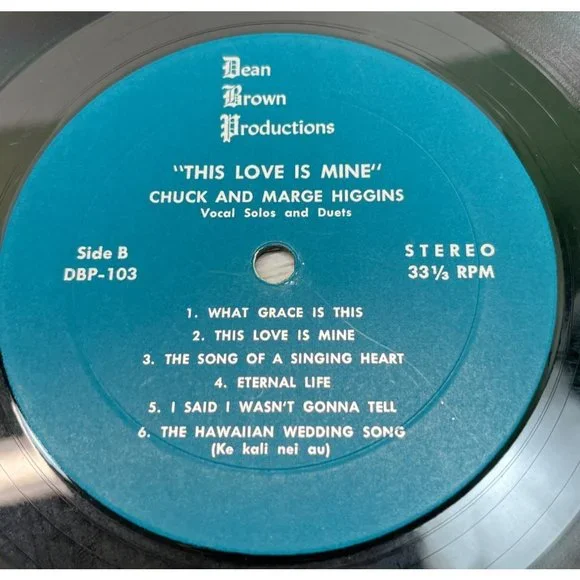 Dean
Brown
Productions
"THIS LOVE IS MINE"
CHUCK AND MARGE HIGGINS
Vocal Solos and Duets
Side B
DBP-103
STEREO
33⅓ RPM
1. WHAT GRACE IS THIS
2. THIS LOVE IS MINE
3. THE SONG OF A SINGING HEART
4. ETERNAL LIFE
5. I SAID I WASN'T GONNA TELL
6. THE HAWAIIAN WEDDING SONG
(Ke kali nei au)